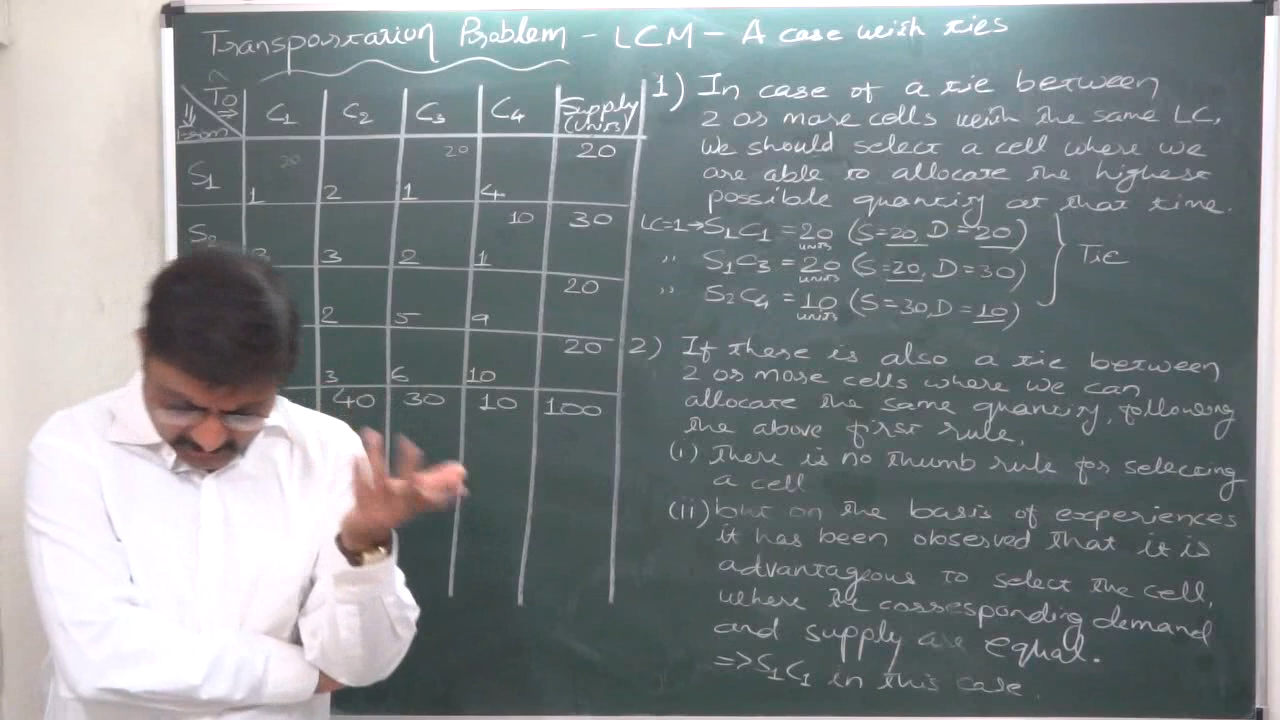 Transportation Problem - LCM - A case with ties
To From C1 C2 C3 C4 Supply (Units)
S1 20 20 20
1 2 1 4
S2 10 30
3 3 2 1
20
2 5 9
20
3 6 10
40 30 10 100
1) In case of a tie between
2 or more cells with the same LC,
we should select a cell where we
are able to allocate the highest
possible quantity at that time.
LC=1→S1C1 = 20 units (S=20, D=20)
,, S1C3 = 20 units (S=20, D=30) } Tie
,, S2C4 = 10 units (S=30, D=10)
2) If there is also a tie between
2 or more cells where we can
allocate the same quantity, following
the above first rule,
(i) there is no thumb rule for selecting
a cell
(ii) but on the basis of experiences
it has been observed that it is
advantageous to select the cell,
where the corresponding demand
and supply are equal.
=> S1C1 in this case.